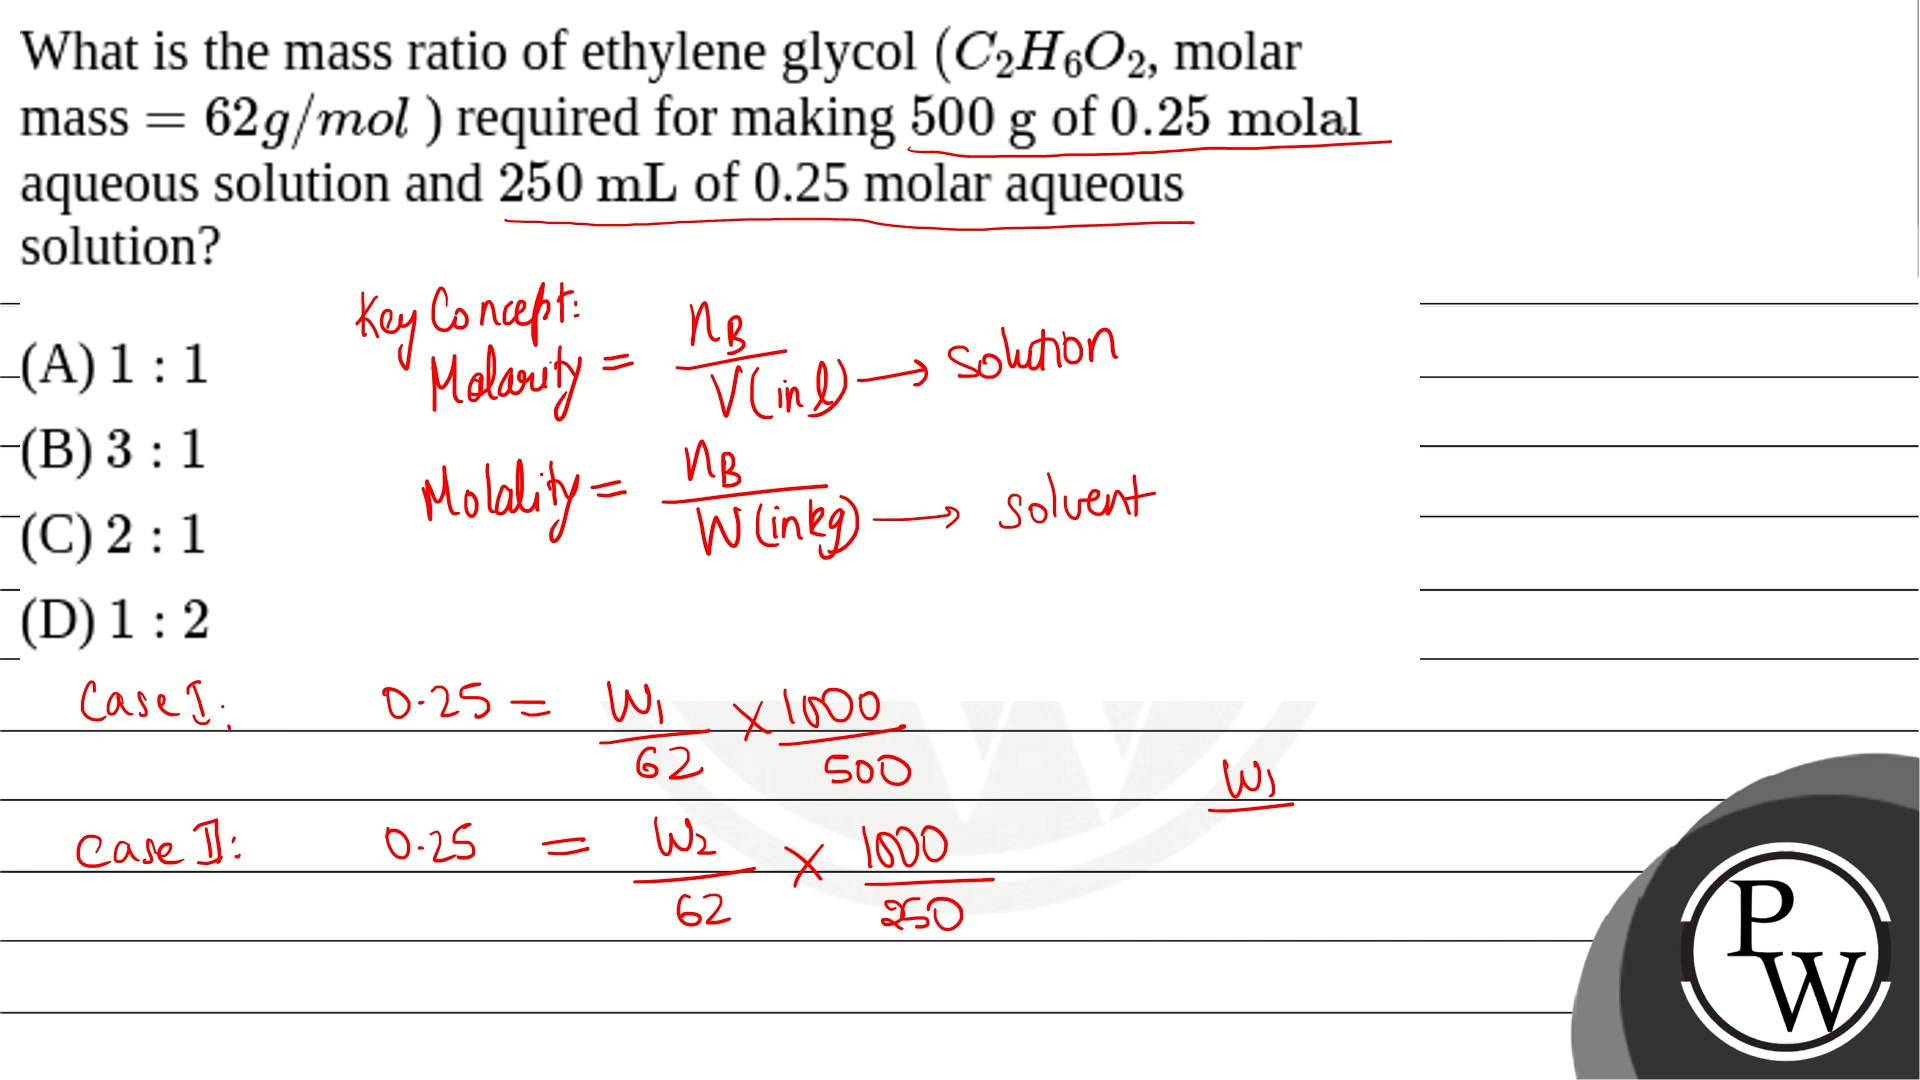 What is the mass ratio of ethylene glycol (C₂H₆O₂, molar
mass = 62g/mol ) required for making 500 g of 0.25 molal
aqueous solution and 250 mL of 0.25 molar aqueous
solution?
(A) 1 : 1
(B) 3 : 1
(C) 2 : 1
(D) 1 : 2
Key Concept:
Molarity = n_B / V(in l) → solution
Molality = n_B / W(in kg) → solvent
Case I: 0.25 = W₁/62 × 1000/500
W₁
Case II: 0.25 = W₂/62 × 1000/250
PW